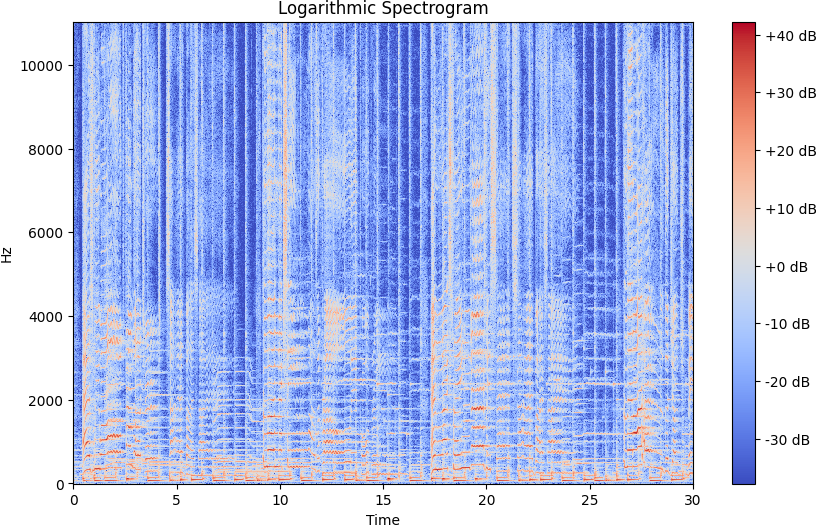 Logarithmic Spectrogram
Hz
10000
8000
6000
4000
2000
0
0 5 10 15 20 25 30
Time
+40 dB
+30 dB
+20 dB
+10 dB
+0 dB
-10 dB
-20 dB
-30 dB